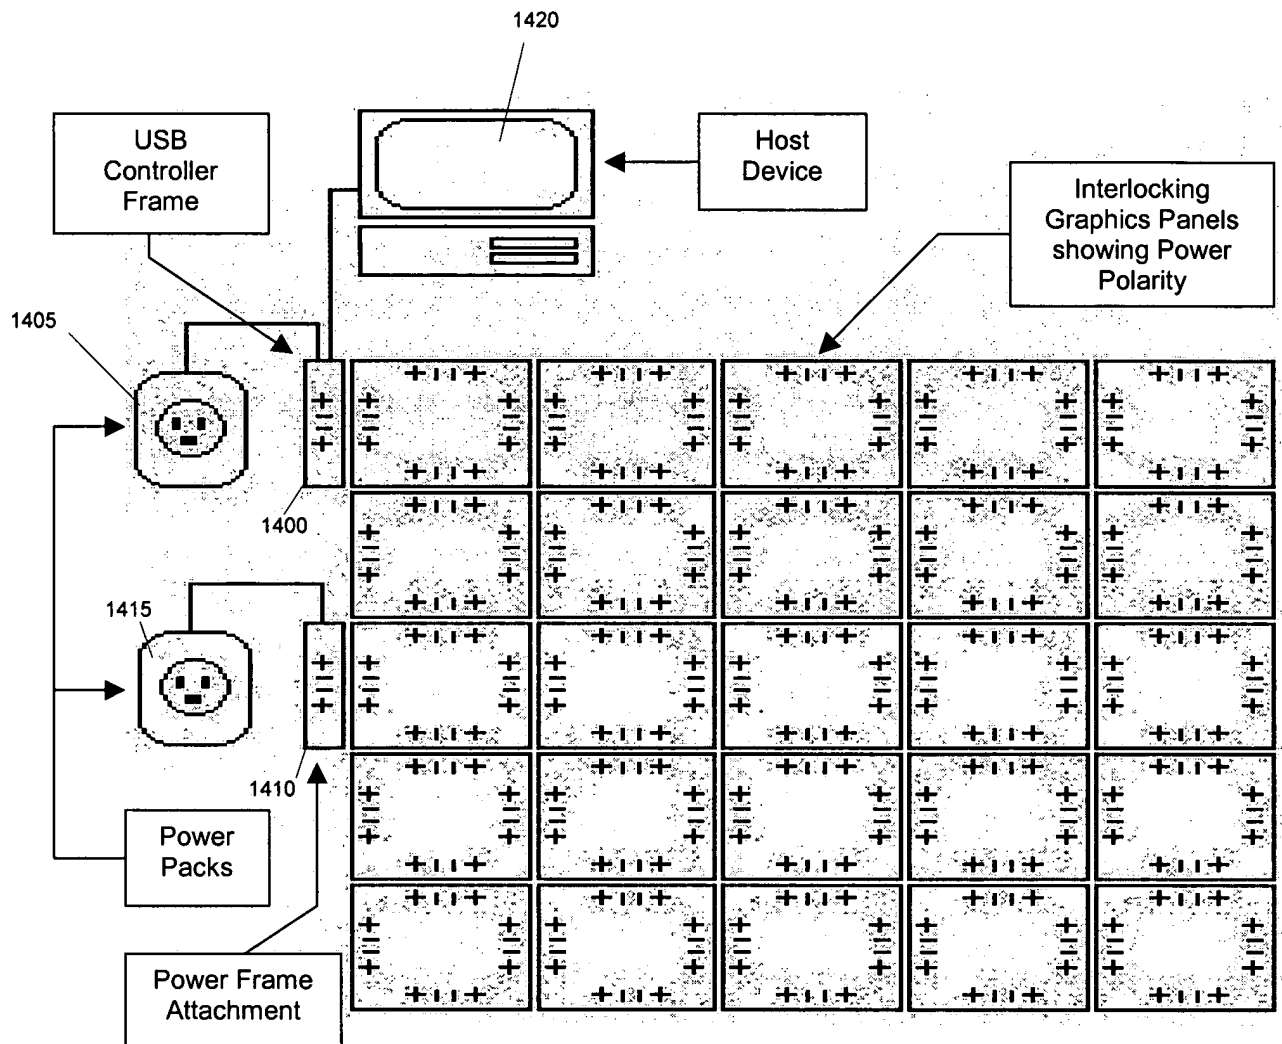 1420
USB
Controller
Frame
Host
Device
Interlocking
Graphics Panels
showing Power
Polarity
1405
1400
1415
1410
Power
Packs
Power Frame
Attachment